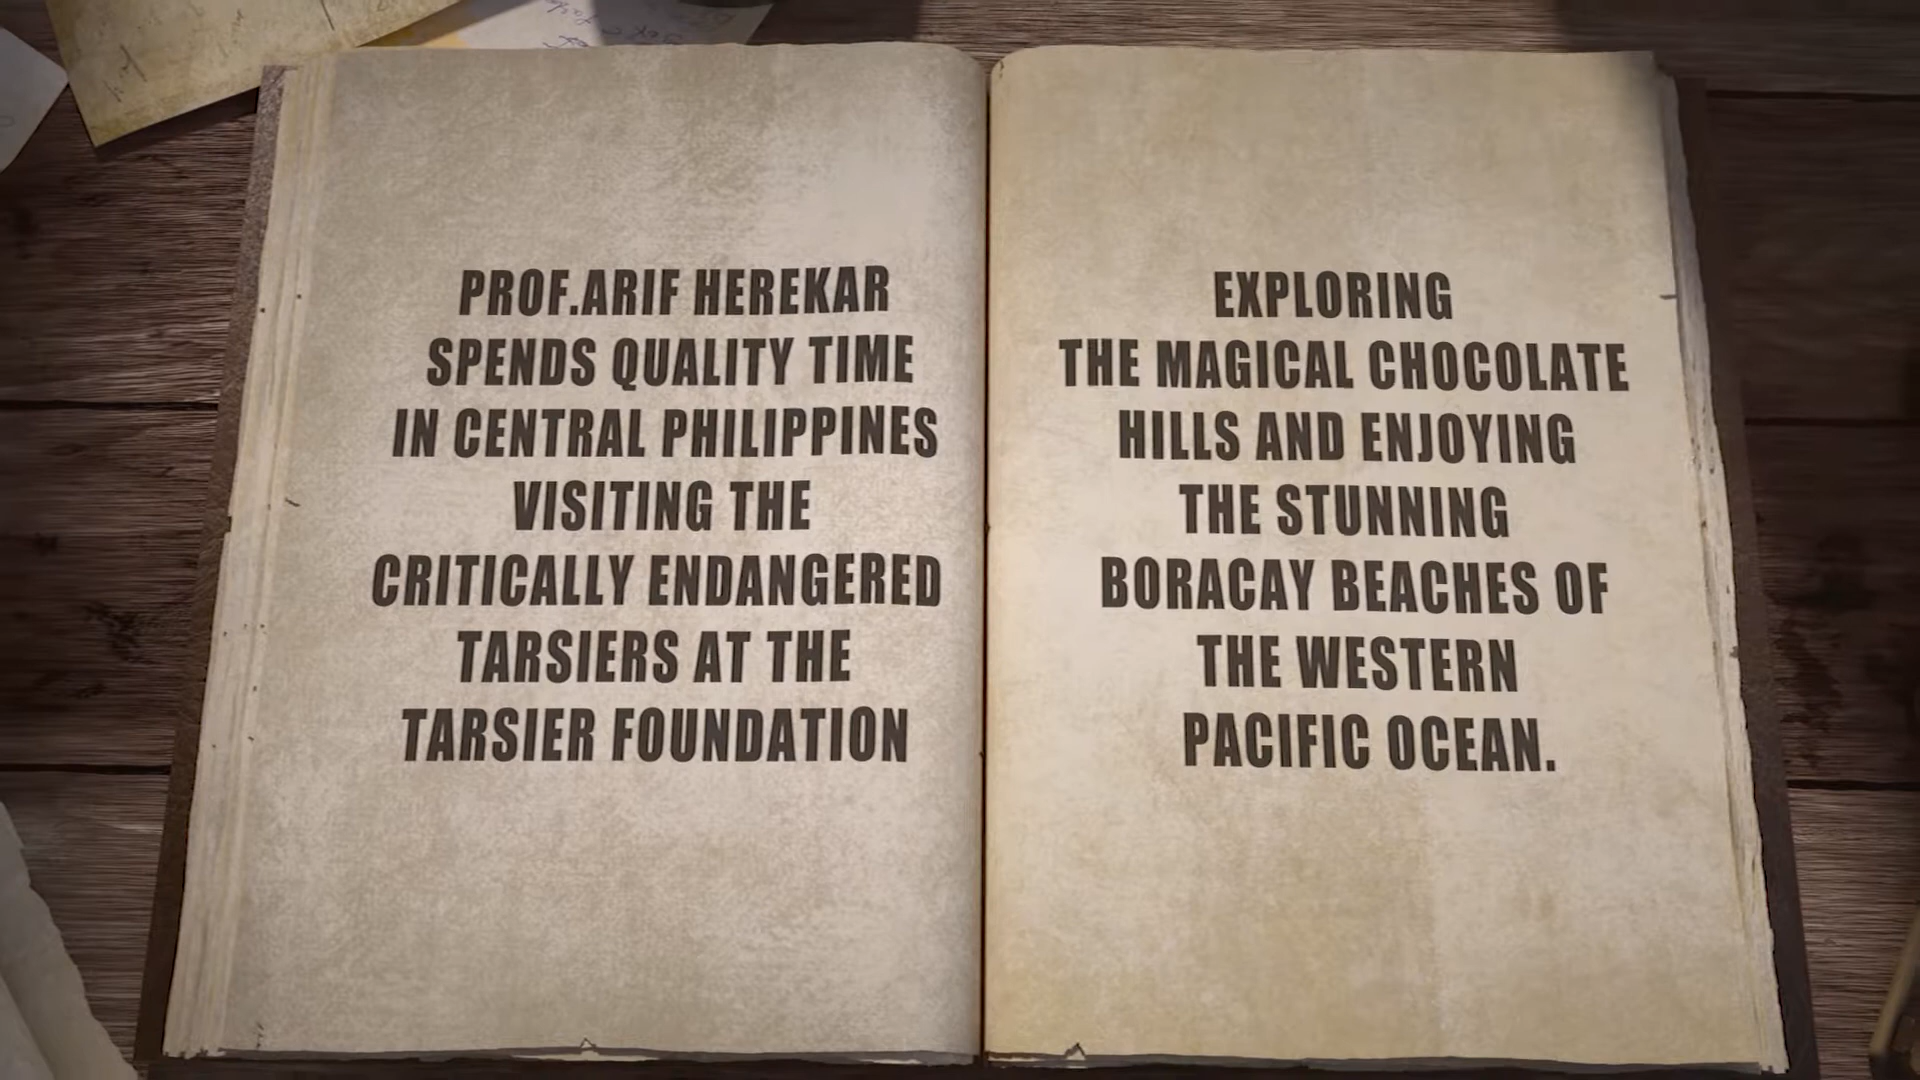 PROF.ARIF HEREKAR
SPENDS QUALITY TIME
IN CENTRAL PHILIPPINES
VISITING THE
CRITICALLY ENDANGERED
TARSIERS AT THE
TARSIER FOUNDATION
EXPLORING
THE MAGICAL CHOCOLATE
HILLS AND ENJOYING
THE STUNNING
BORACAY BEACHES OF
THE WESTERN
PACIFIC OCEAN.